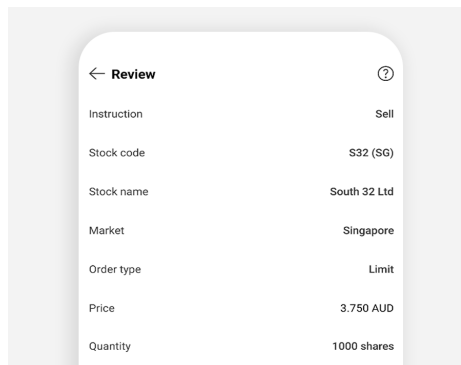 ← Review ?
Instruction Sell
Stock code S32 (SG)
Stock name South 32 Ltd
Market Singapore
Order type Limit
Price 3.750 AUD
Quantity 1000 shares